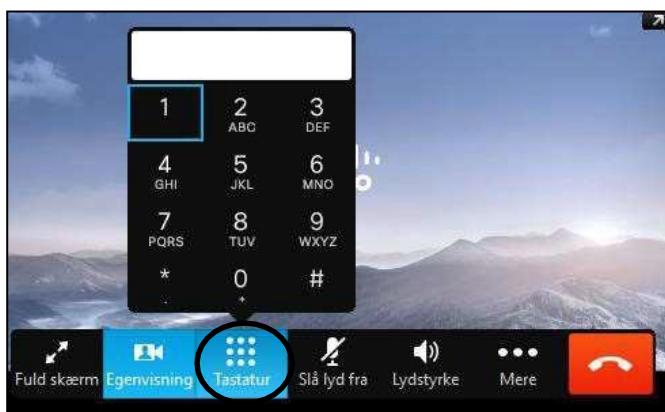 1 2 3
ABC DEF
4 5 6
GHI JKL MNO
7 8 9
PQRS TUV WXYZ
* 0 #
. +
Fuld skærm Egenvisning Tastatur Slå lyd fra Lydstyrke Mere